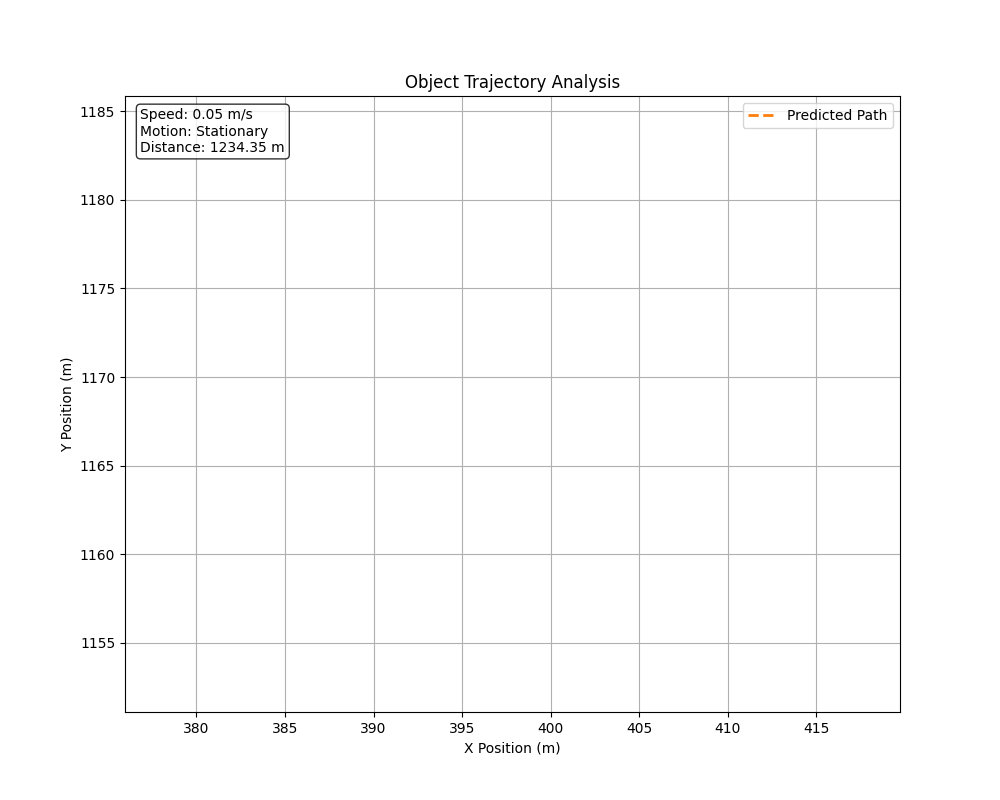 Object Trajectory Analysis
Speed: 0.05 m/s
Motion: Stationary
Distance: 1234.35 m
Predicted Path
Y Position (m)
1185
1180
1175
1170
1165
1160
1155
380 385 390 395 400 405 410 415
X Position (m)